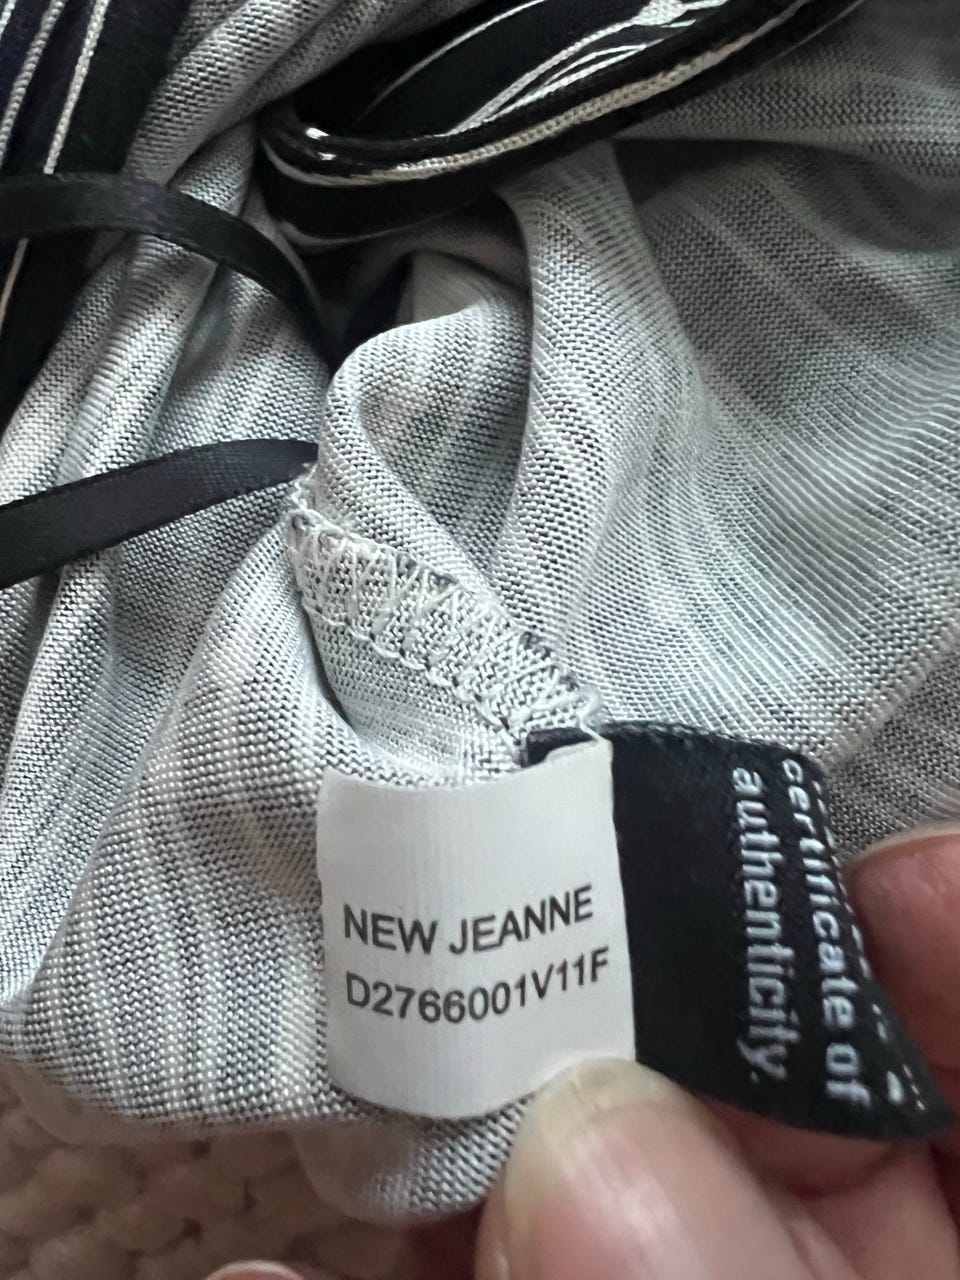 NEW JEANNE
D2766001V11F
certificate of
authenticity.